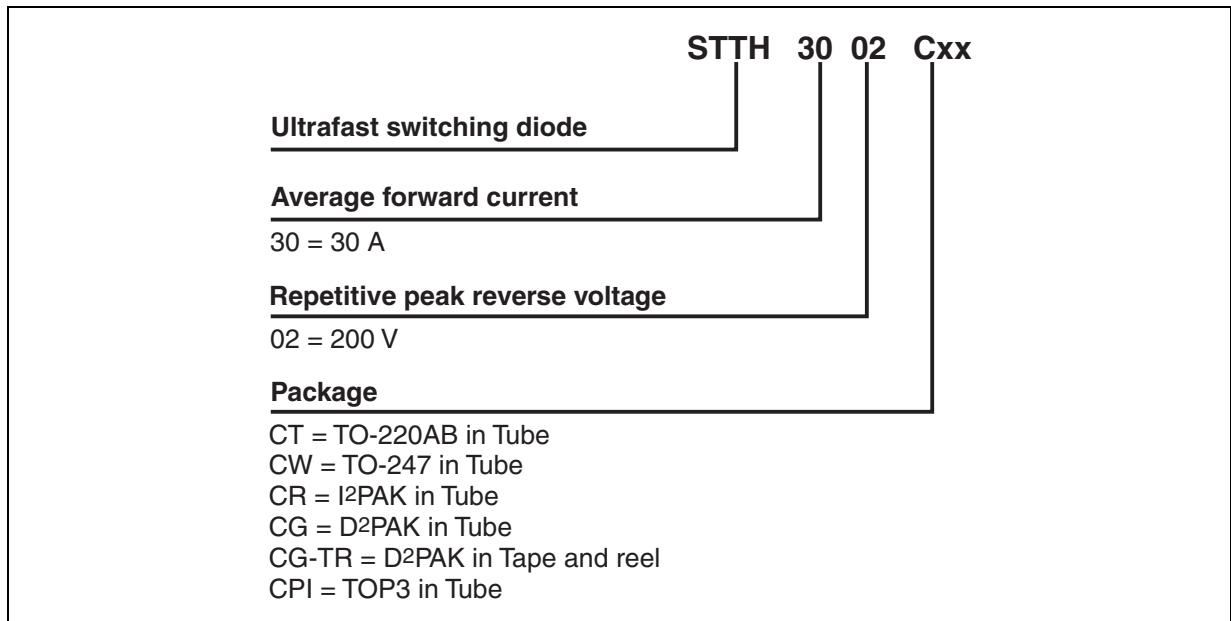 STTH 30 02 Cxx
Ultrafast switching diode
Average forward current
30 = 30 A
Repetitive peak reverse voltage
02 = 200 V
Package
CT = TO-220AB in Tube
CW = TO-247 in Tube
CR = I2PAK in Tube
CG = D2PAK in Tube
CG-TR = D2PAK in Tape and reel
CPI = TOP3 in Tube